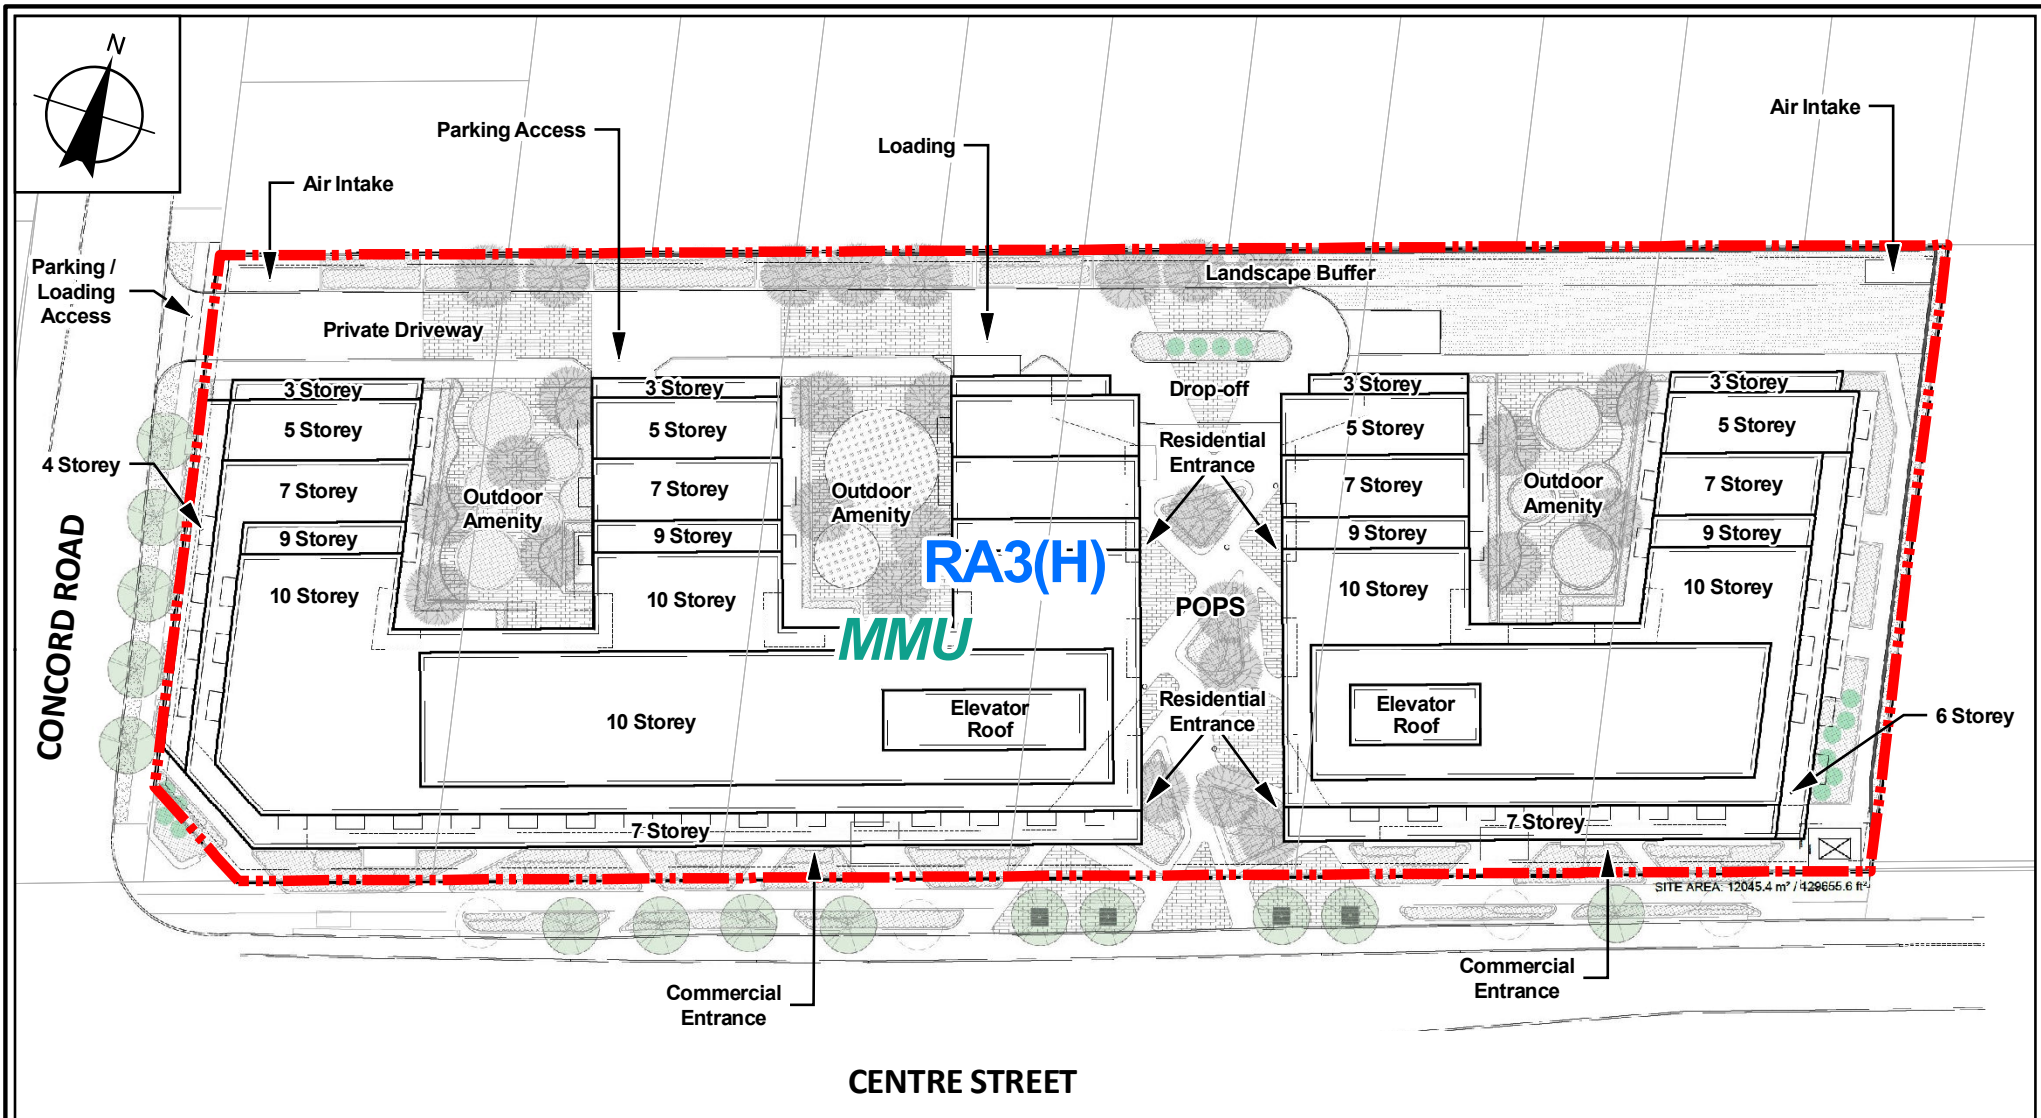 N
Parking Access
Loading
Air Intake
Air Intake
Parking /
Loading
Access
Landscape Buffer
Private Driveway
Drop-off
3 Storey
3 Storey
3 Storey
3 Storey
5 Storey
5 Storey
5 Storey
5 Storey
4 Storey
Residential
Entrance
7 Storey
7 Storey
7 Storey
7 Storey
Outdoor
Amenity
Outdoor
Amenity
Outdoor
Amenity
9 Storey
9 Storey
9 Storey
9 Storey
RA3(H)
10 Storey
10 Storey
10 Storey
10 Storey
POPS
MMU
CONCORD ROAD
10 Storey
Elevator
Roof
Residential
Entrance
Elevator
Roof
6 Storey
7 Storey
7 Storey
SITE AREA: 12045.4 m² / 129655.6 ft²
Commercial
Entrance
Commercial
Entrance
CENTRE STREET